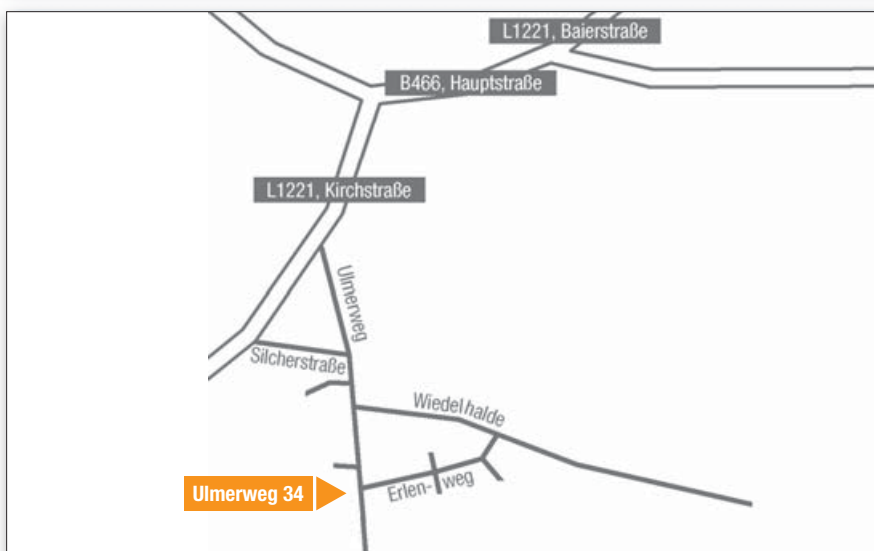 L1221, Baierstraße
B466, Hauptstraße
L1221, Kirchstraße
Ulmerweg
Silcherstraße
Wiedelhalde
Erlen-weg
Ulmerweg 34